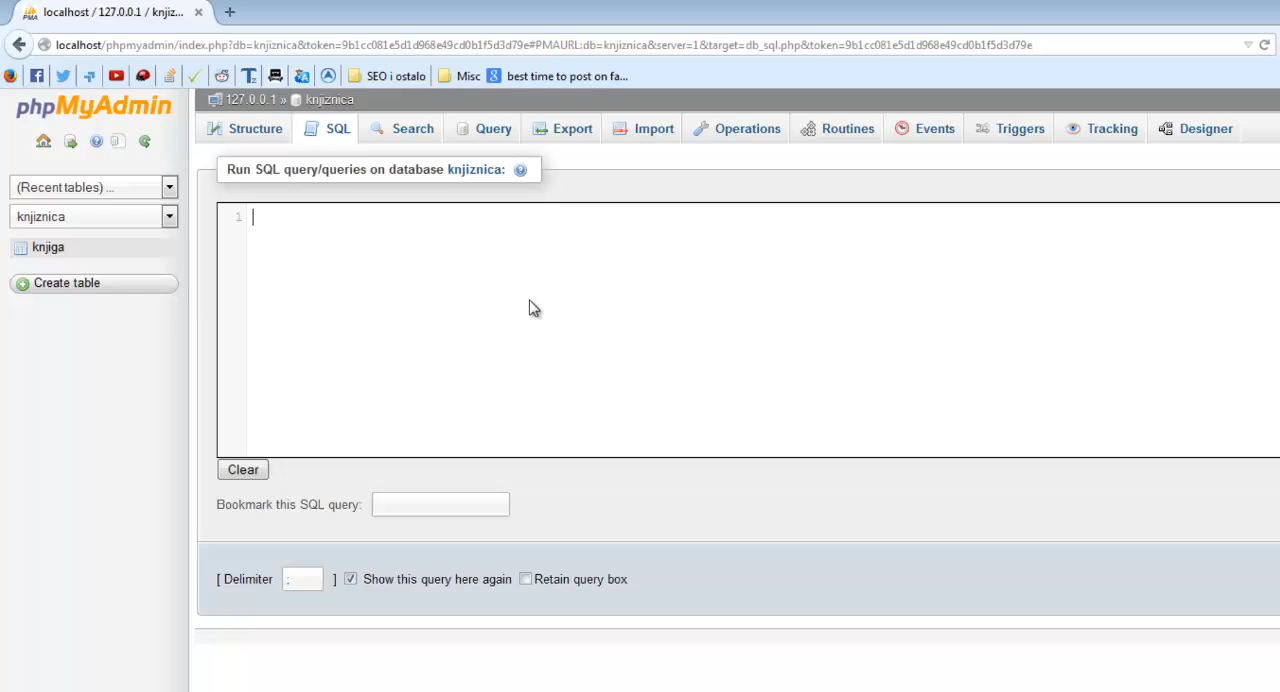 localhost / 127.0.0.1 / knjiz...
localhost/phpmyadmin/index.php?db=knjiznica&token=9b1cc081e5d1d968e49cd0b1f5d3d79e#PMAURL:db=knjiznica&server=1&target=db_sql.php&token=9b1cc081e5d1d968e49cd0b1f5d3d79e
SEO i ostalo Misc best time to post on fa...
phpMyAdmin
127.0.0.1 » knjiznica
Structure SQL Search Query Export Import Operations Routines Events Triggers Tracking Designer
(Recent tables) ...
knjiznica
knjiga
Create table
Run SQL query/queries on database knjiznica:
1
Clear
Bookmark this SQL query:
[ Delimiter ; ] Show this query here again Retain query box